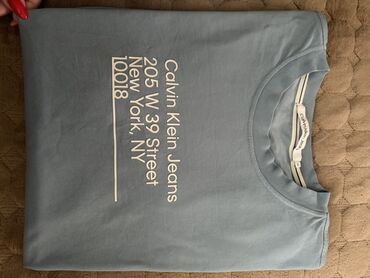 Calvin Klein Jeans
205 W 39 Street
New York, NY
10018